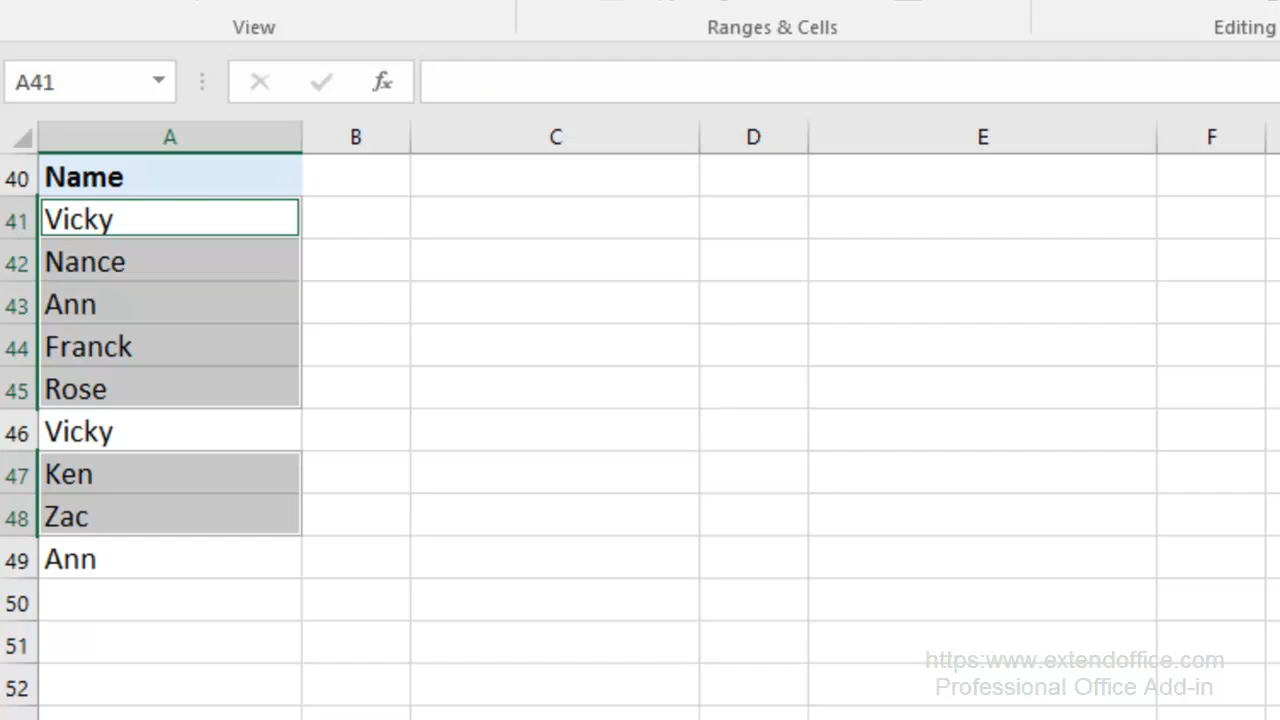 View Ranges & Cells Editing
A41 fx
A B C D E F
40 Name
41 Vicky
42 Nance
43 Ann
44 Franck
45 Rose
46 Vicky
47 Ken
48 Zac
49 Ann
50
51
52
https:www.extendoffice.com
Professional Office Add-in